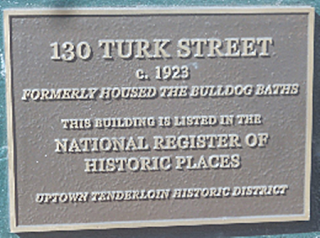 130 TURK STREET
c. 1923
FORMERLY HOUSED THE BULLDOG BATHS
THIS BUILDING IS LISTED IN THE
NATIONAL REGISTER OF
HISTORIC PLACES
UPTOWN TENDERLOIN HISTORIC DISTRICT